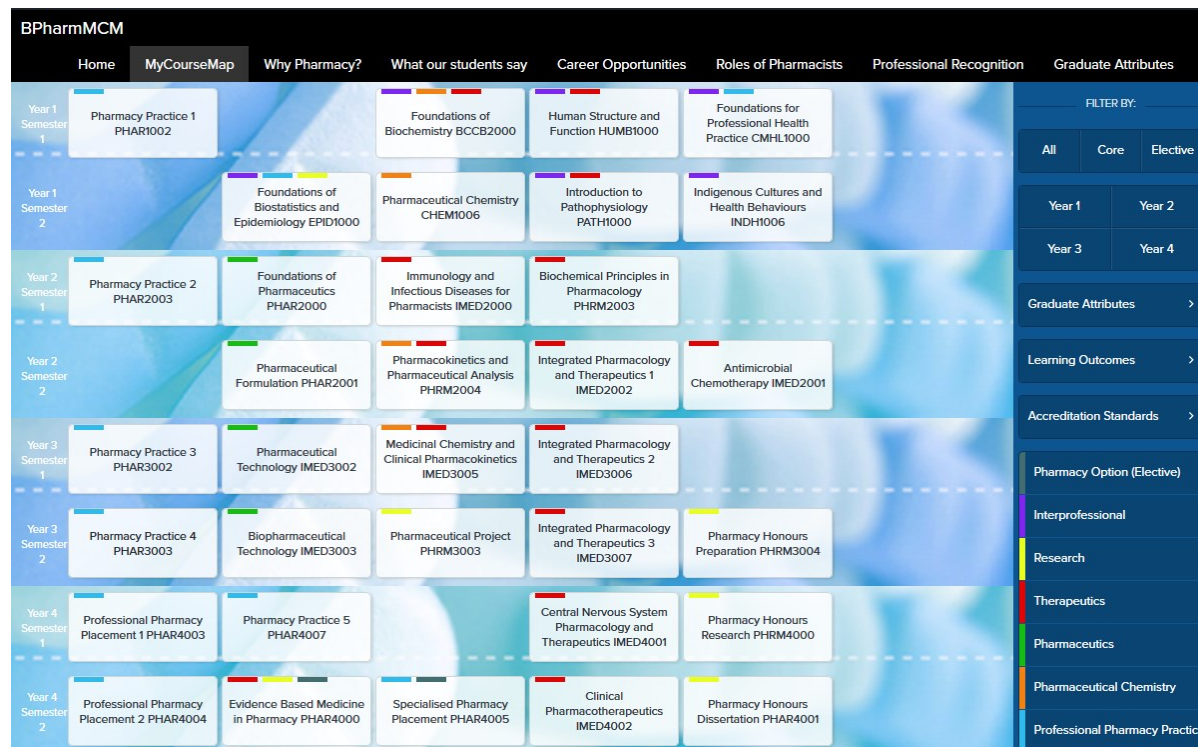 BPharmMCM
Home MyCourseMap Why Pharmacy? What our students say Career Opportunities Roles of Pharmacists Professional Recognition Graduate Attributes
Year 1
Semester
1
Pharmacy Practice 1
PHAR1002
Foundations of
Biochemistry BCCB2000
Human Structure and
Function HUMB1000
Foundations for
Professional Health
Practice CMHL1000
Year 1
Semester
2
Foundations of
Biostatistics and
Epidemiology EPID1000
Pharmaceutical Chemistry
CHEM1006
Introduction to
Pathophysiology
PATH1000
Indigenous Cultures and
Health Behaviours
INDH1006
Year 2
Semester
1
Pharmacy Practice 2
PHAR2003
Foundations of
Pharmaceutics
PHAR2000
Immunology and
Infectious Diseases for
Pharmacists IMED2000
Biochemical Principles in
Pharmacology
PHRM2003
Year 2
Semester
2
Pharmaceutical
Formulation PHAR2001
Pharmacokinetics and
Pharmaceutical Analysis
PHRM2004
Integrated Pharmacology
and Therapeutics 1
IMED2002
Antimicrobial
Chemotherapy IMED2001
Year 3
Semester
1
Pharmacy Practice 3
PHAR3002
Pharmaceutical
Technology IMED3002
Medicinal Chemistry and
Clinical Pharmacokinetics
IMED3005
Integrated Pharmacology
and Therapeutics 2
IMED3006
Year 3
Semester
2
Pharmacy Practice 4
PHAR3003
Biopharmaceutical
Technology IMED3003
Pharmaceutical Project
PHRM3003
Integrated Pharmacology
and Therapeutics 3
IMED3007
Pharmacy Honours
Preparation PHRM3004
Year 4
Semester
1
Professional Pharmacy
Placement 1 PHAR4003
Pharmacy Practice 5
PHAR4007
Central Nervous System
Pharmacology and
Therapeutics IMED4001
Pharmacy Honours
Research PHRM4000
Year 4
Semester
2
Professional Pharmacy
Placement 2 PHAR4004
Evidence Based Medicine
in Pharmacy PHAR4000
Specialised Pharmacy
Placement PHAR4005
Clinical
Pharmacotherapeutics
IMED4002
Pharmacy Honours
Dissertation PHAR4001
FILTER BY:
All Core Elective
Year 1 Year 2
Year 3 Year 4
Graduate Attributes
Learning Outcomes
Accreditation Standards
Pharmacy Option (Elective)
Interprofessional
Research
Therapeutics
Pharmaceutics
Pharmaceutical Chemistry
Professional Pharmacy Practic